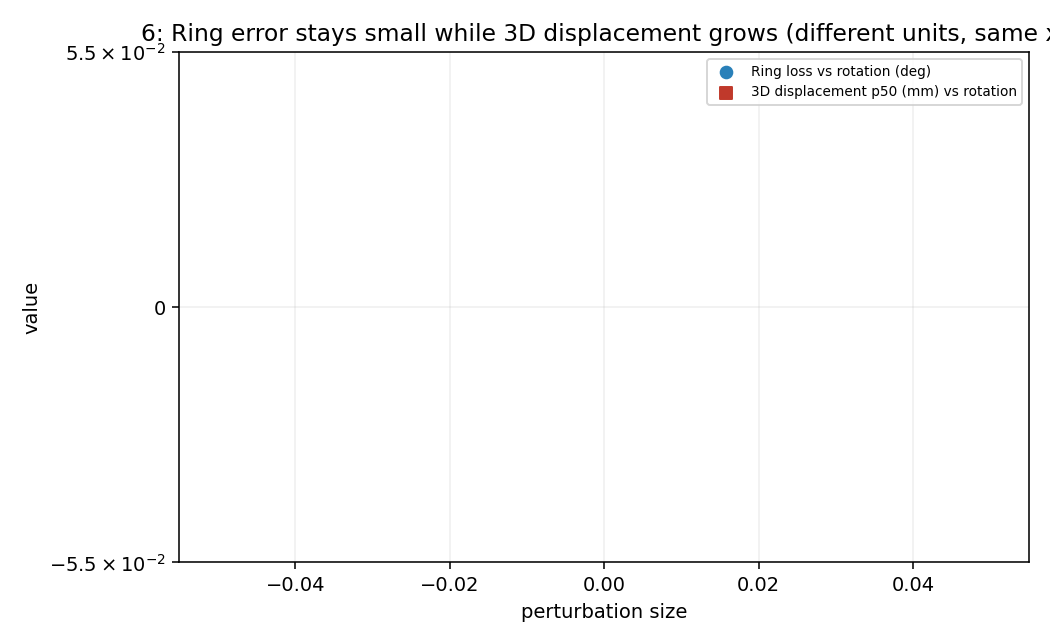 6: Ring error stays small while 3D displacement grows (different units, same x
5.5 × 10⁻²
Ring loss vs rotation (deg)
3D displacement p50 (mm) vs rotation
value
0
−5.5 × 10⁻²
−0.04 −0.02 0.00 0.02 0.04
perturbation size